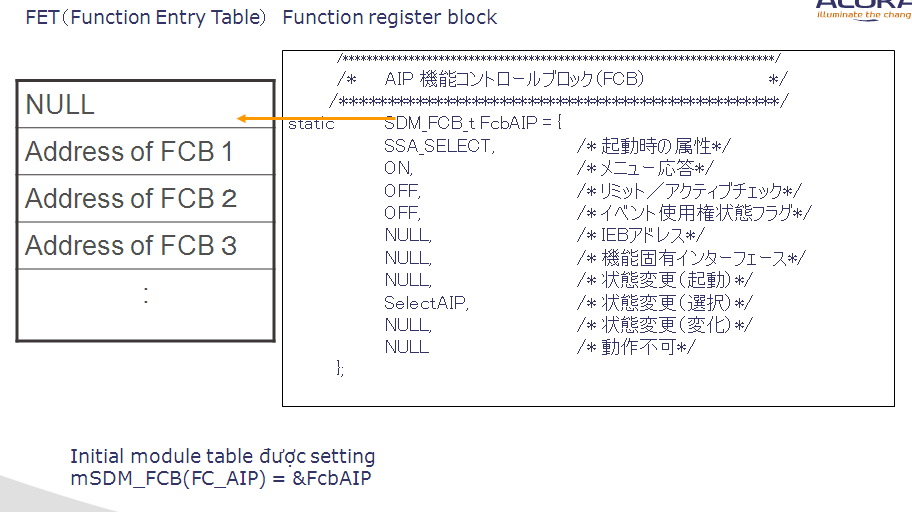 FET(Function Entry Table) Function register block
illuminate the chang
NULL
Address of FCB 1
Address of FCB 2
Address of FCB 3
:
/*************************************************************************/
/* AIP 機能コントロールブロック(FCB) */
/*************************************************************************/
static SDM_FCB_t FcbAIP = {
SSA_SELECT, /* 起動時の属性*/
ON, /*メニュー応答*/
OFF, /*リミット/アクティブチェック*/
OFF, /*イベント使用権状態フラグ*/
NULL, /* IEBアドレス*/
NULL, /* 機能固有インターフェース*/
NULL, /* 状態変更(起動)*/
SelectAIP, /* 状態変更(選択)*/
NULL, /* 状態変更(変化)*/
NULL /* 動作不可*/
};
Initial module table được setting
mSDM_FCB(FC_AIP) = &FcbAIP